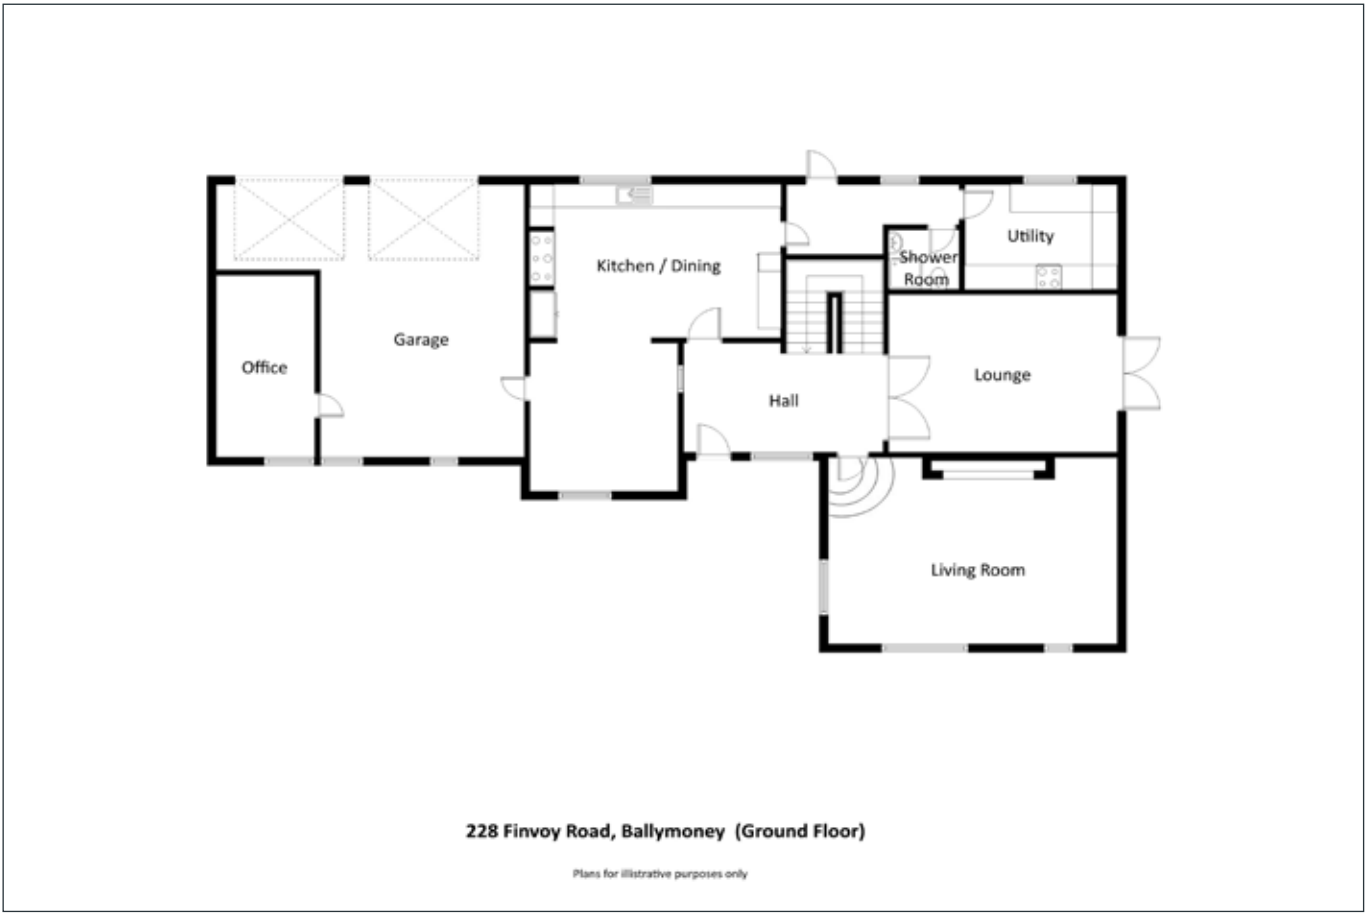 Utility
Shower
Room
Kitchen / Dining
Garage
Office
Lounge
Hall
Living Room
228 Finvoy Road, Ballymoney (Ground Floor)
Plans for illistrative purposes only